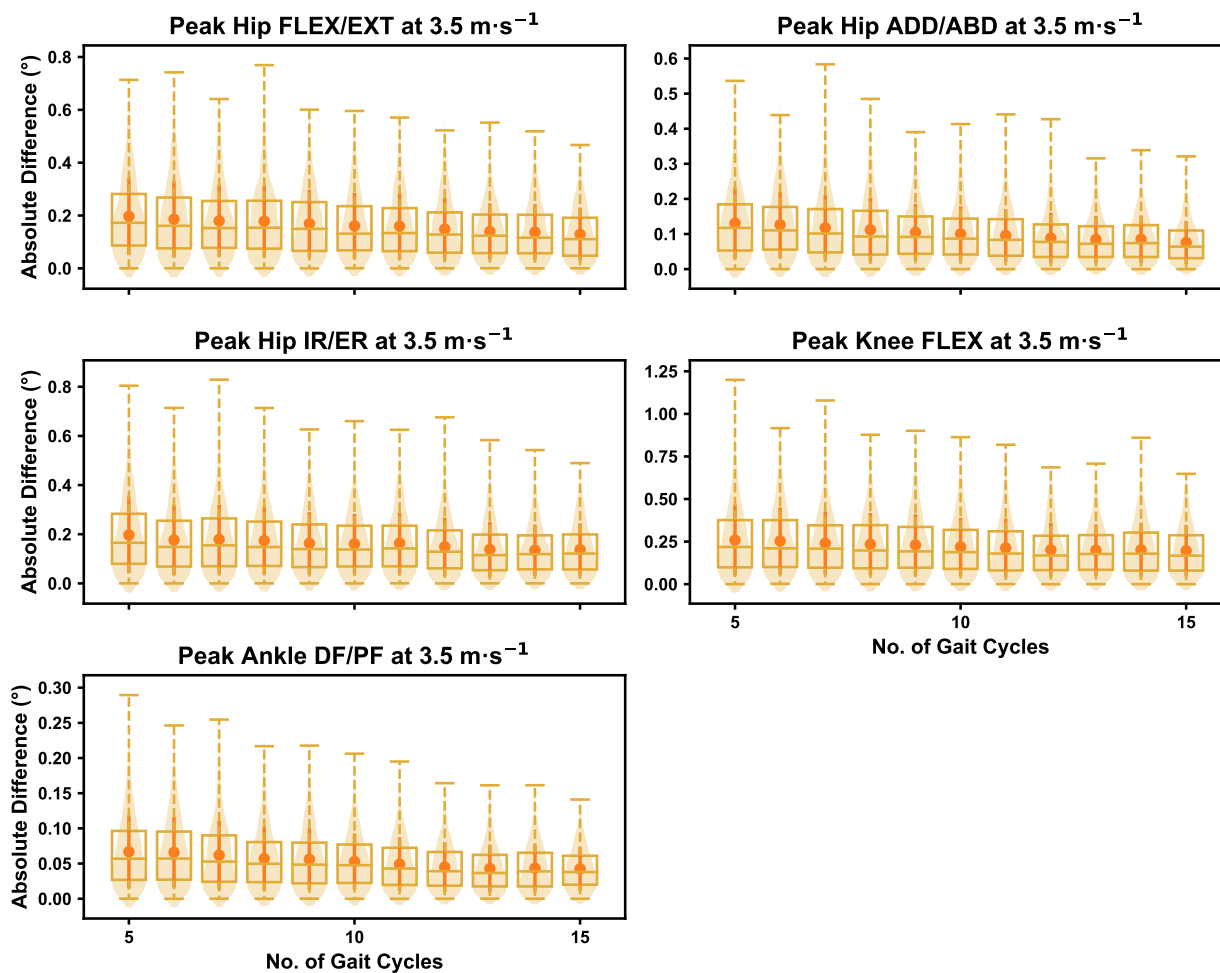 Peak Hip FLEX/EXT at 3.5 m·s⁻¹
Absolute Difference (°)
0.8
0.6
0.4
0.2
0.0
Peak Hip ADD/ABD at 3.5 m·s⁻¹
0.6
0.5
0.4
0.3
0.2
0.1
0.0
Peak Hip IR/ER at 3.5 m·s⁻¹
Absolute Difference (°)
0.8
0.6
0.4
0.2
0.0
Peak Knee FLEX at 3.5 m·s⁻¹
1.25
1.00
0.75
0.50
0.25
0.00
5 10 15
No. of Gait Cycles
Peak Ankle DF/PF at 3.5 m·s⁻¹
Absolute Difference (°)
0.30
0.25
0.20
0.15
0.10
0.05
0.00
5 10 15
No. of Gait Cycles